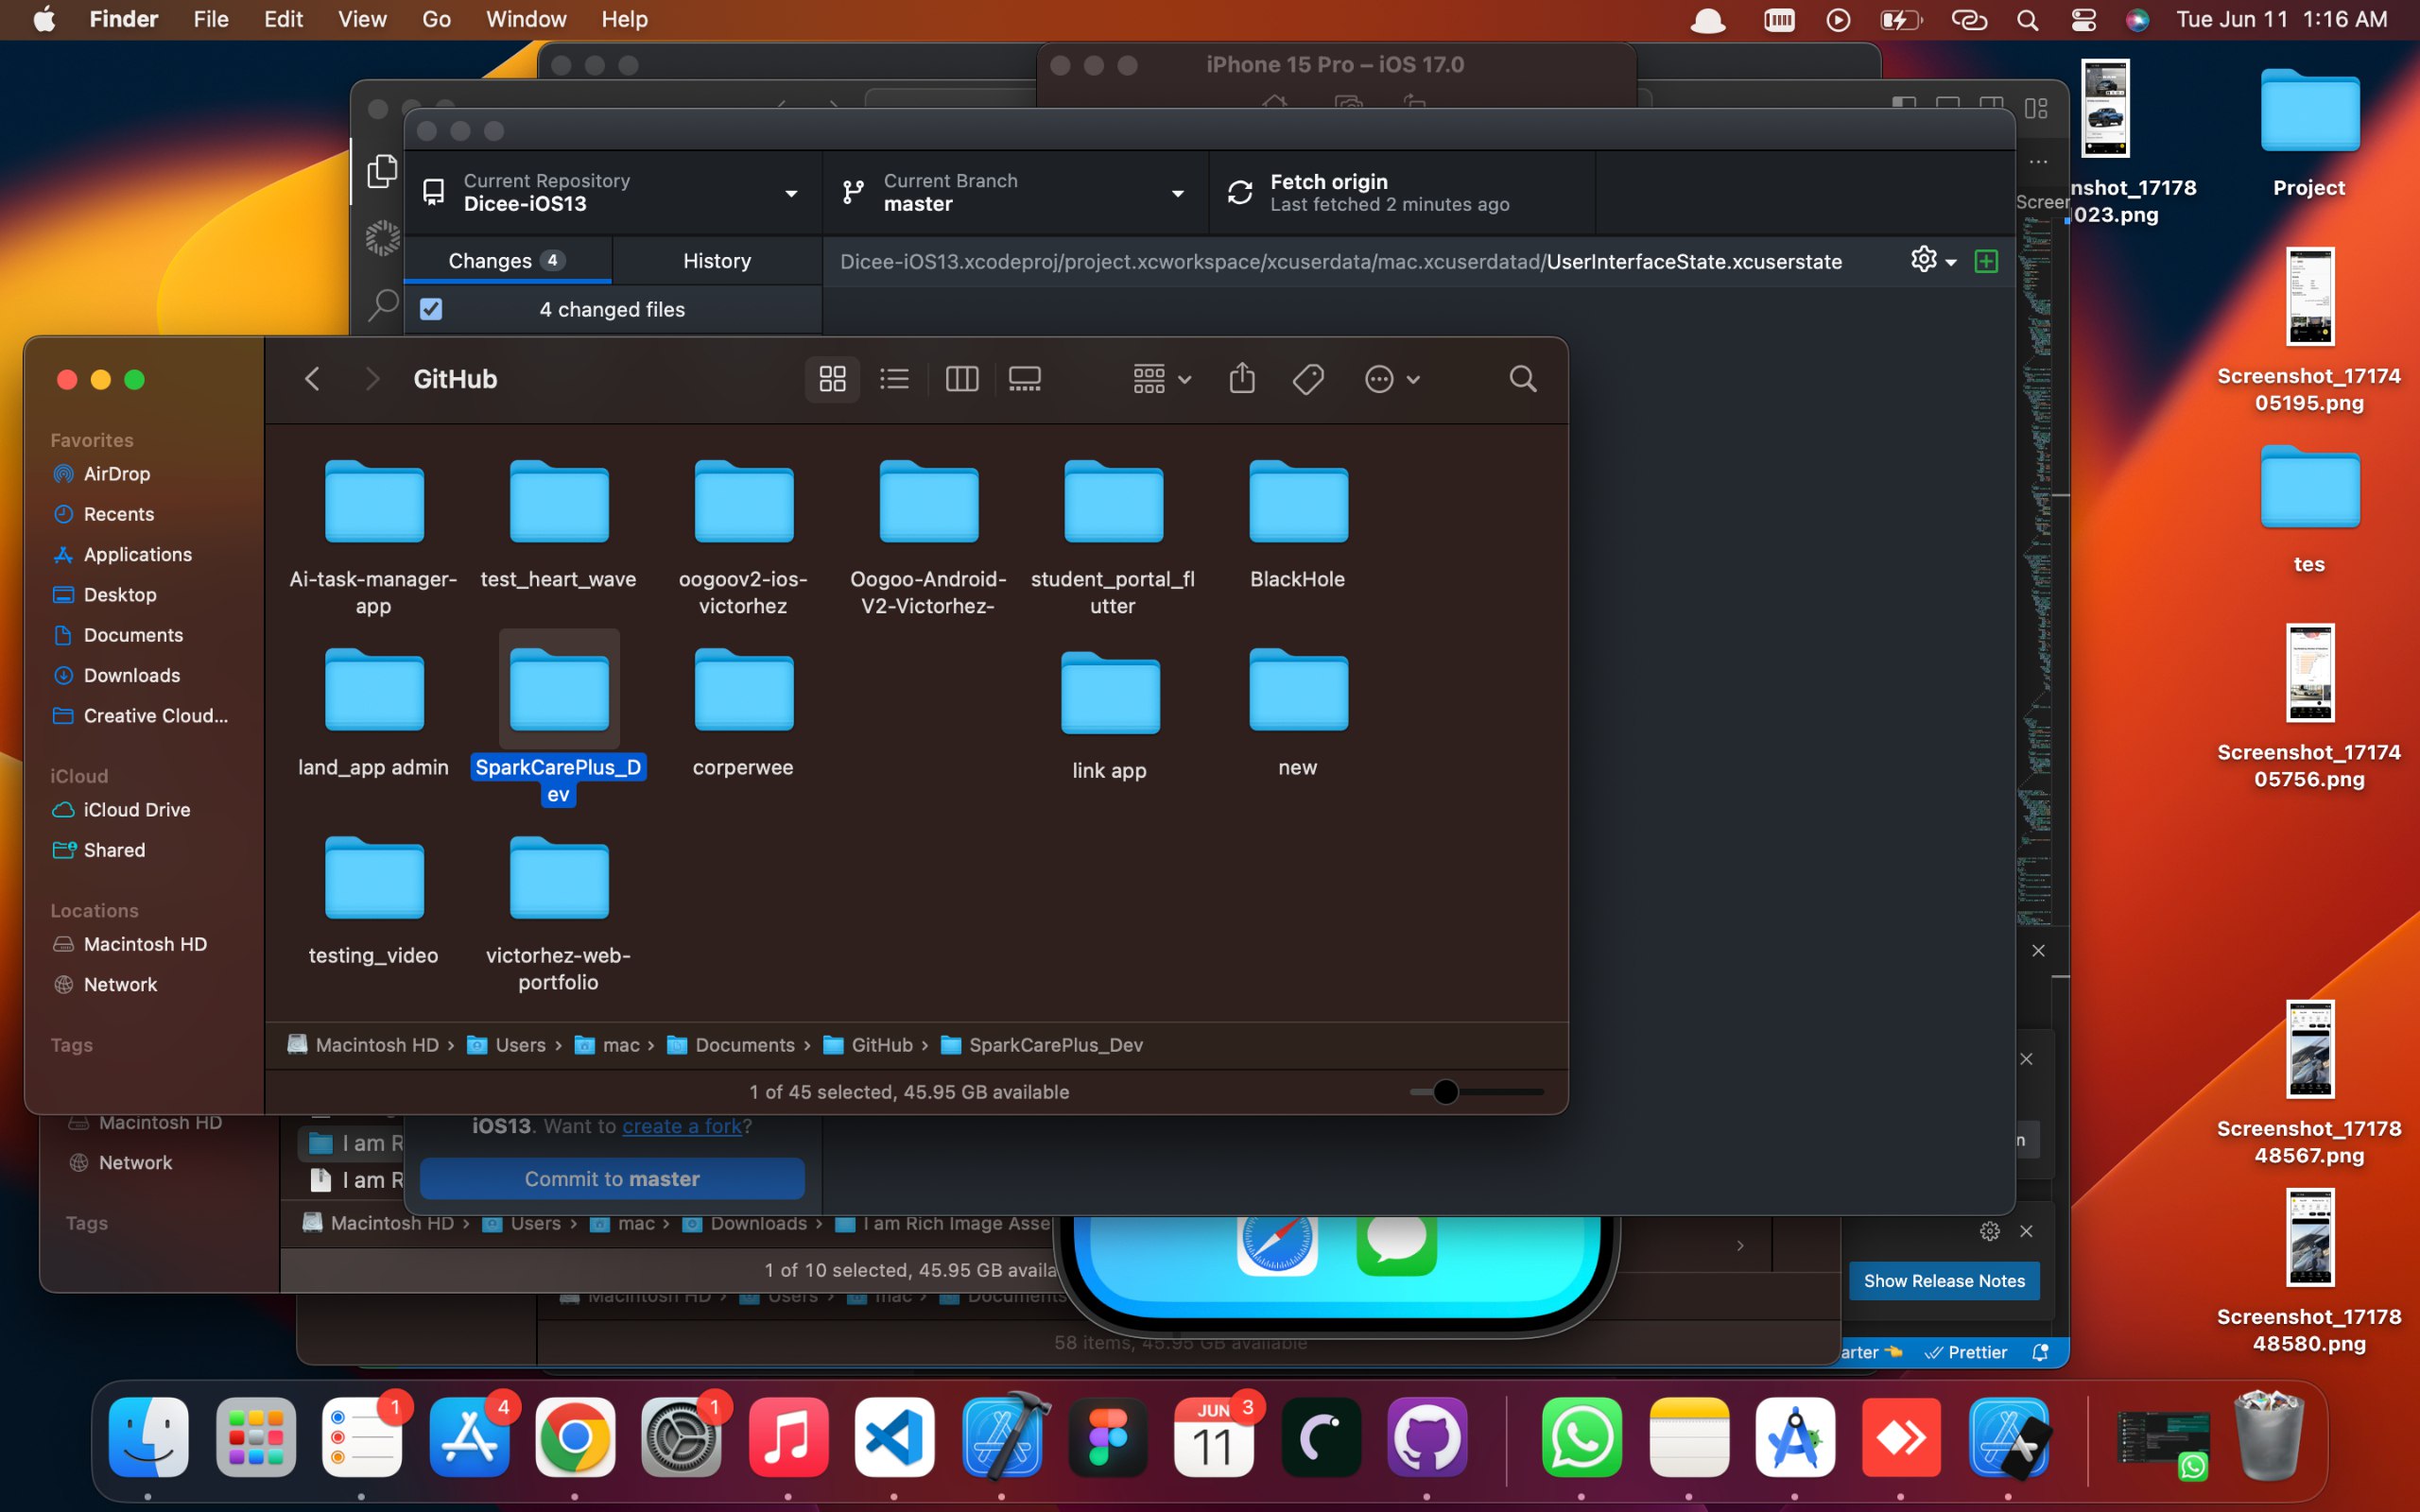 Finder File Edit View Go Window Help
Tue Jun 11 1:16 AM
iPhone 15 Pro – iOS 17.0
Current Repository
Dicee-iOS13
Current Branch
master
Fetch origin
Last fetched 2 minutes ago
Changes 4
History
Dicee-iOS13.xcodeproj/project.xcworkspace/xcuserdata/mac.xcuserdatad/UserInterfaceState.xcuserstate
4 changed files
GitHub
Favorites
AirDrop
Recents
Applications
Desktop
Documents
Downloads
Creative Cloud...
iCloud
iCloud Drive
Shared
Locations
Macintosh HD
Network
Tags
Ai-task-manager-
app
test_heart_wave
oogoov2-ios-
victorhez
Oogoo-Android-
V2-Victorhez-
student_portal_fl
utter
BlackHole
land_app admin
SparkCarePlus_D
ev
corperwee
link app
new
testing_video
victorhez-web-
portfolio
Macintosh HD › Users › mac › Documents › GitHub › SparkCarePlus_Dev
1 of 45 selected, 45.95 GB available
Macintosh HD
Network
Tags
I am R
I am R
iOS13. Want to create a fork?
Commit to master
Macintosh HD › Users › mac › Downloads › I am Rich Image Asse
1 of 10 selected, 45.95 GB availa
Macintosh HD › Users › mac › Documents
58 items, 45.95 GB available
Screer
n
Show Release Notes
arter
Prettier
nshot_17178
023.png
Project
Screenshot_17174
05195.png
tes
Screenshot_17174
05756.png
Screenshot_17178
48567.png
Screenshot_17178
48580.png
1
4
1
JUN
11
3